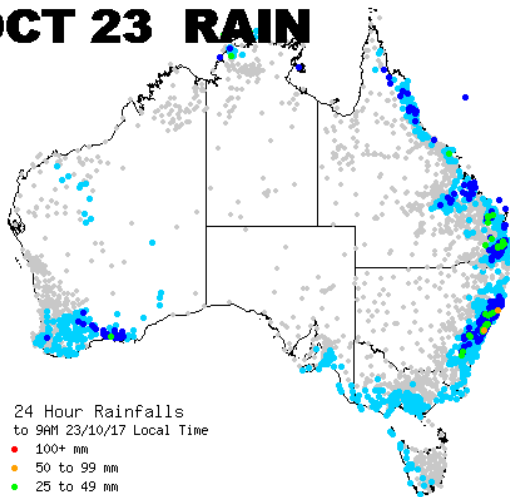 OCT 23 RAIN
24 Hour Rainfalls
to 9AM 23/10/17 Local Time
100+ mm
50 to 99 mm
25 to 49 mm